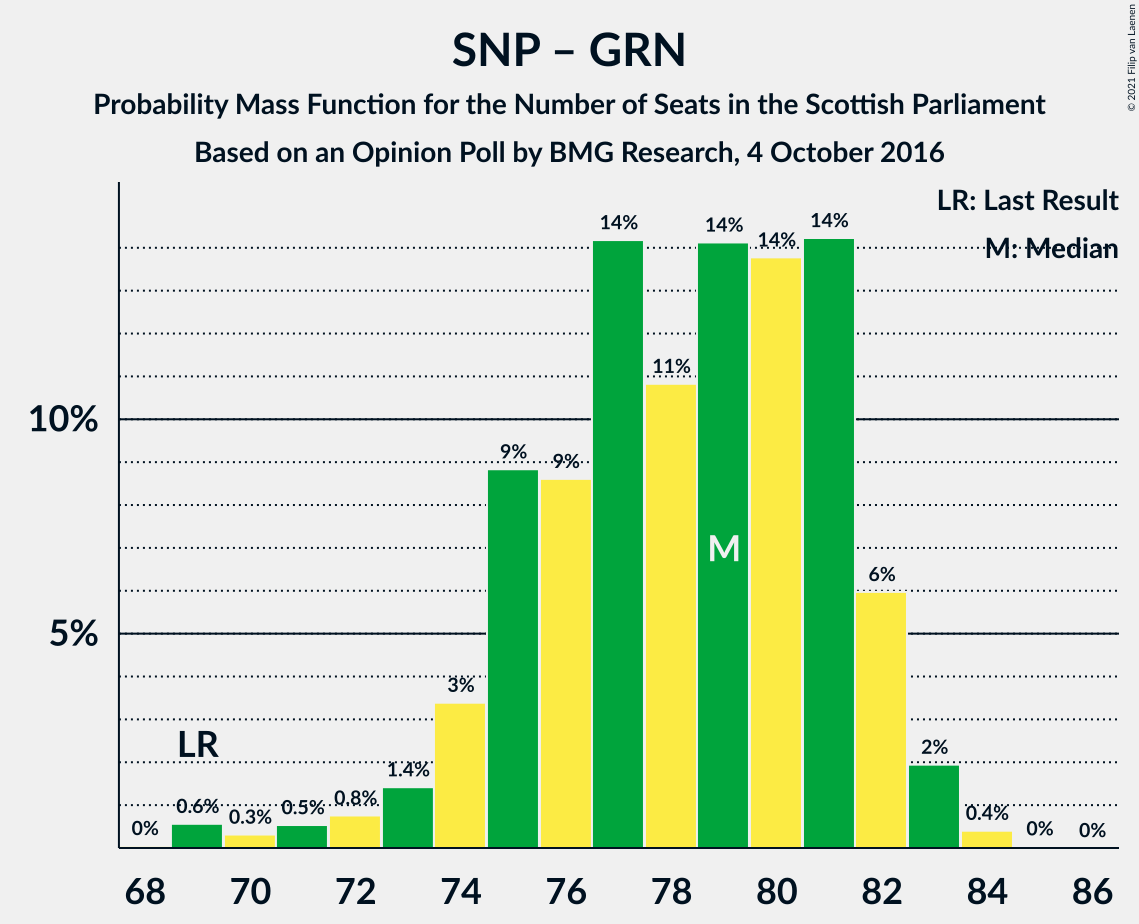 SNP – GRN
Probability Mass Function for the Number of Seats in the Scottish Parliament
Based on an Opinion Poll by BMG Research, 4 October 2016
© 2021 Filip van Laenen
LR: Last Result
M: Median
10%
5%
0%
0.6%
0.3%
0.5%
0.8%
1.4%
3%
9%
9%
14%
11%
14%
14%
14%
6%
2%
0.4%
0%
0%
LR
M
68 70 72 74 76 78 80 82 84 86